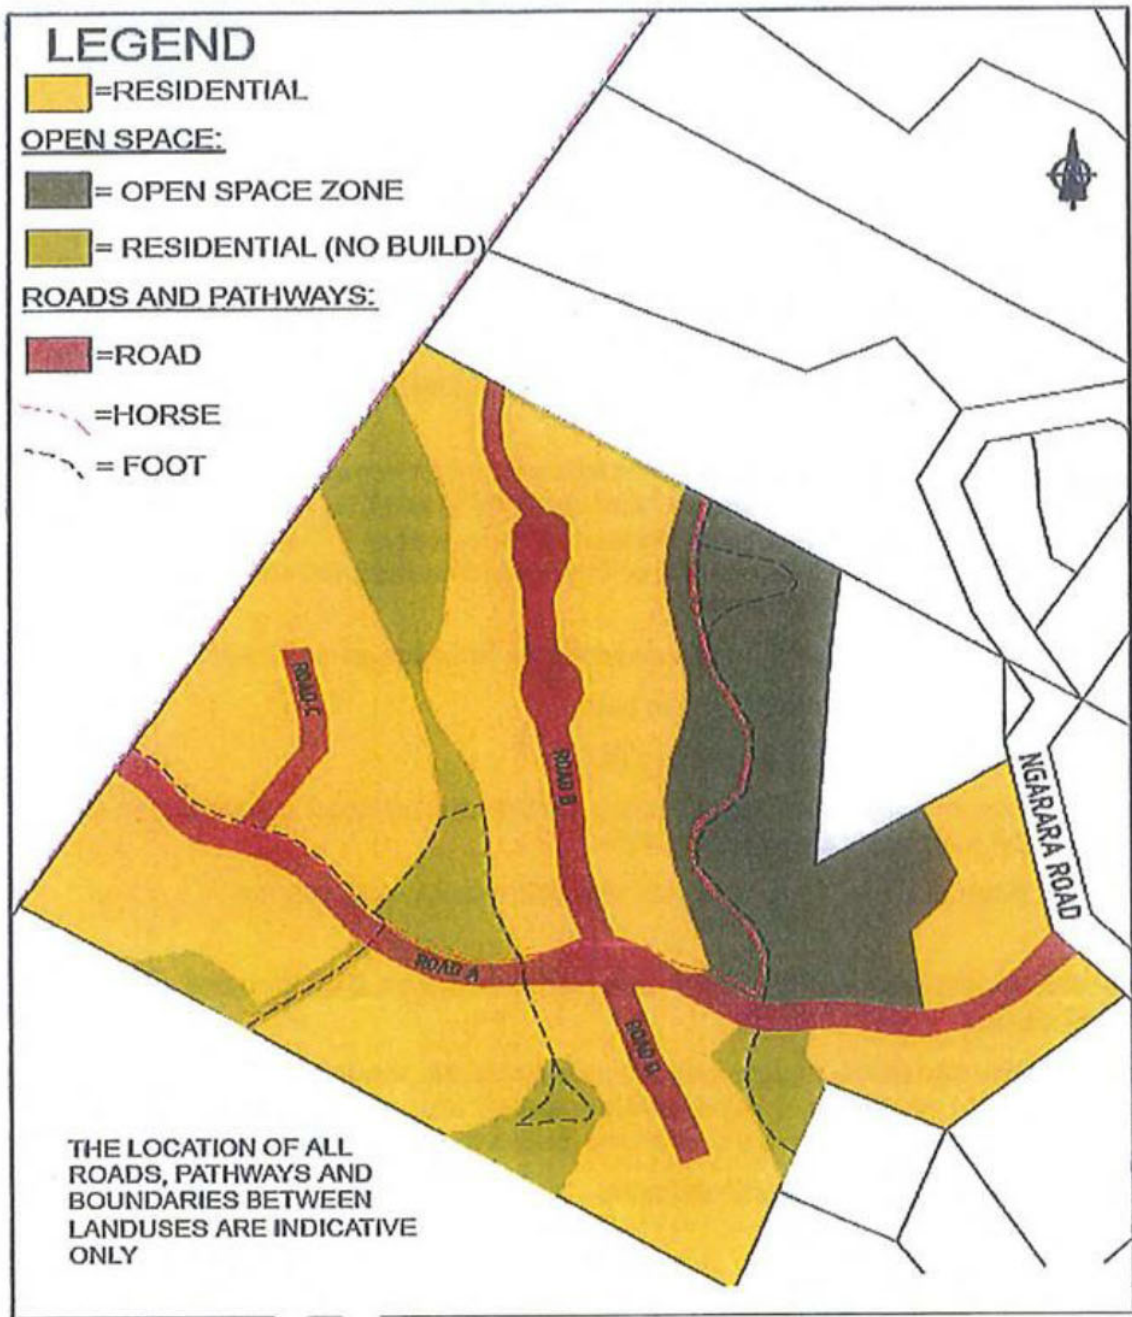 LEGEND
=RESIDENTIAL
OPEN SPACE:
= OPEN SPACE ZONE
= RESIDENTIAL (NO BUILD)
ROADS AND PATHWAYS:
=ROAD
=HORSE
= FOOT
ROAD C
ROAD B
NGARARA ROAD
ROAD A
ROAD D
THE LOCATION OF ALL
ROADS, PATHWAYS AND
BOUNDARIES BETWEEN
LANDUSES ARE INDICATIVE
ONLY